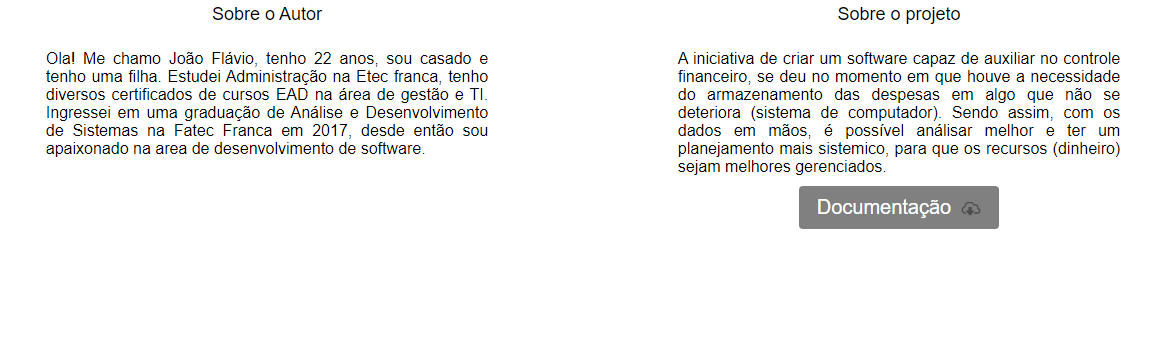 Sobre o Autor
Ola! Me chamo João Flávio, tenho 22 anos, sou casado e
tenho uma filha. Estudei Administração na Etec franca, tenho
diversos certificados de cursos EAD na área de gestão e TI.
Ingressei em uma graduação de Análise e Desenvolvimento
de Sistemas na Fatec Franca em 2017, desde então sou
apaixonado na area de desenvolvimento de software.
Sobre o projeto
A iniciativa de criar um software capaz de auxiliar no controle
financeiro, se deu no momento em que houve a necessidade
do armazenamento das despesas em algo que não se
deteriora (sistema de computador). Sendo assim, com os
dados em mãos, é possível análisar melhor e ter um
planejamento mais sistemico, para que os recursos (dinheiro)
sejam melhores gerenciados.
Documentação